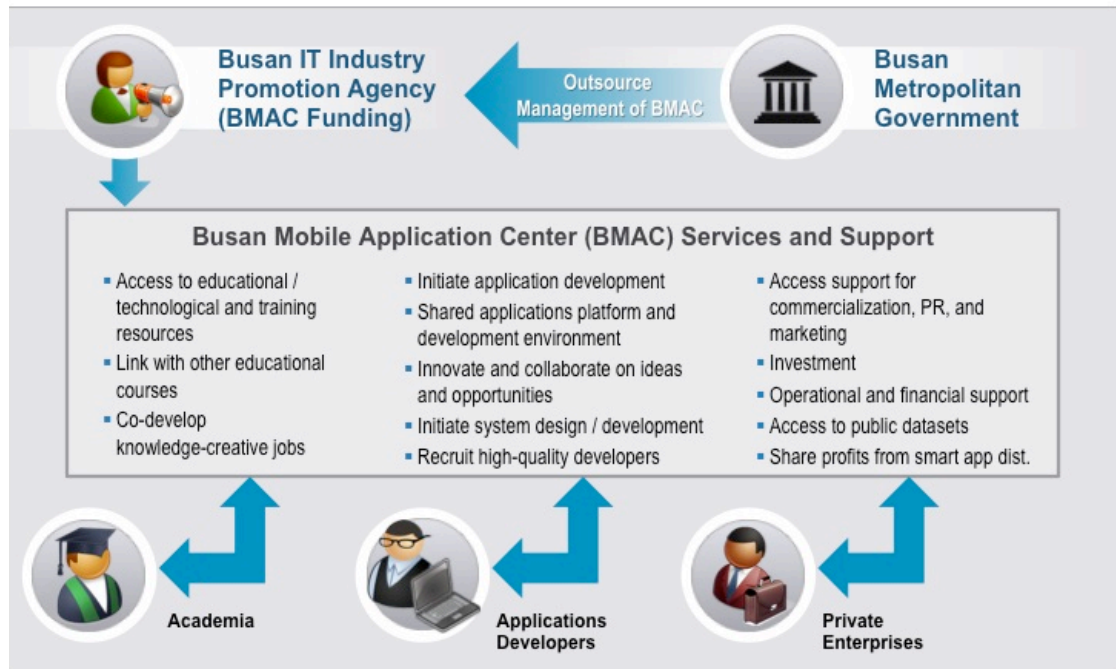 Busan IT Industry
Promotion Agency
(BMAC Funding)
Outsource
Management of BMAC
Busan
Metropolitan
Government
Busan Mobile Application Center (BMAC) Services and Support
Access to educational /
technological and training
resources
Link with other educational
courses
Co-develop
knowledge-creative jobs
Initiate application development
Shared applications platform and
development environment
Innovate and collaborate on ideas
and opportunities
Initiate system design / development
Recruit high-quality developers
Access support for
commercialization, PR, and
marketing
Investment
Operational and financial support
Access to public datasets
Share profits from smart app dist.
Academia
Applications
Developers
Private
Enterprises